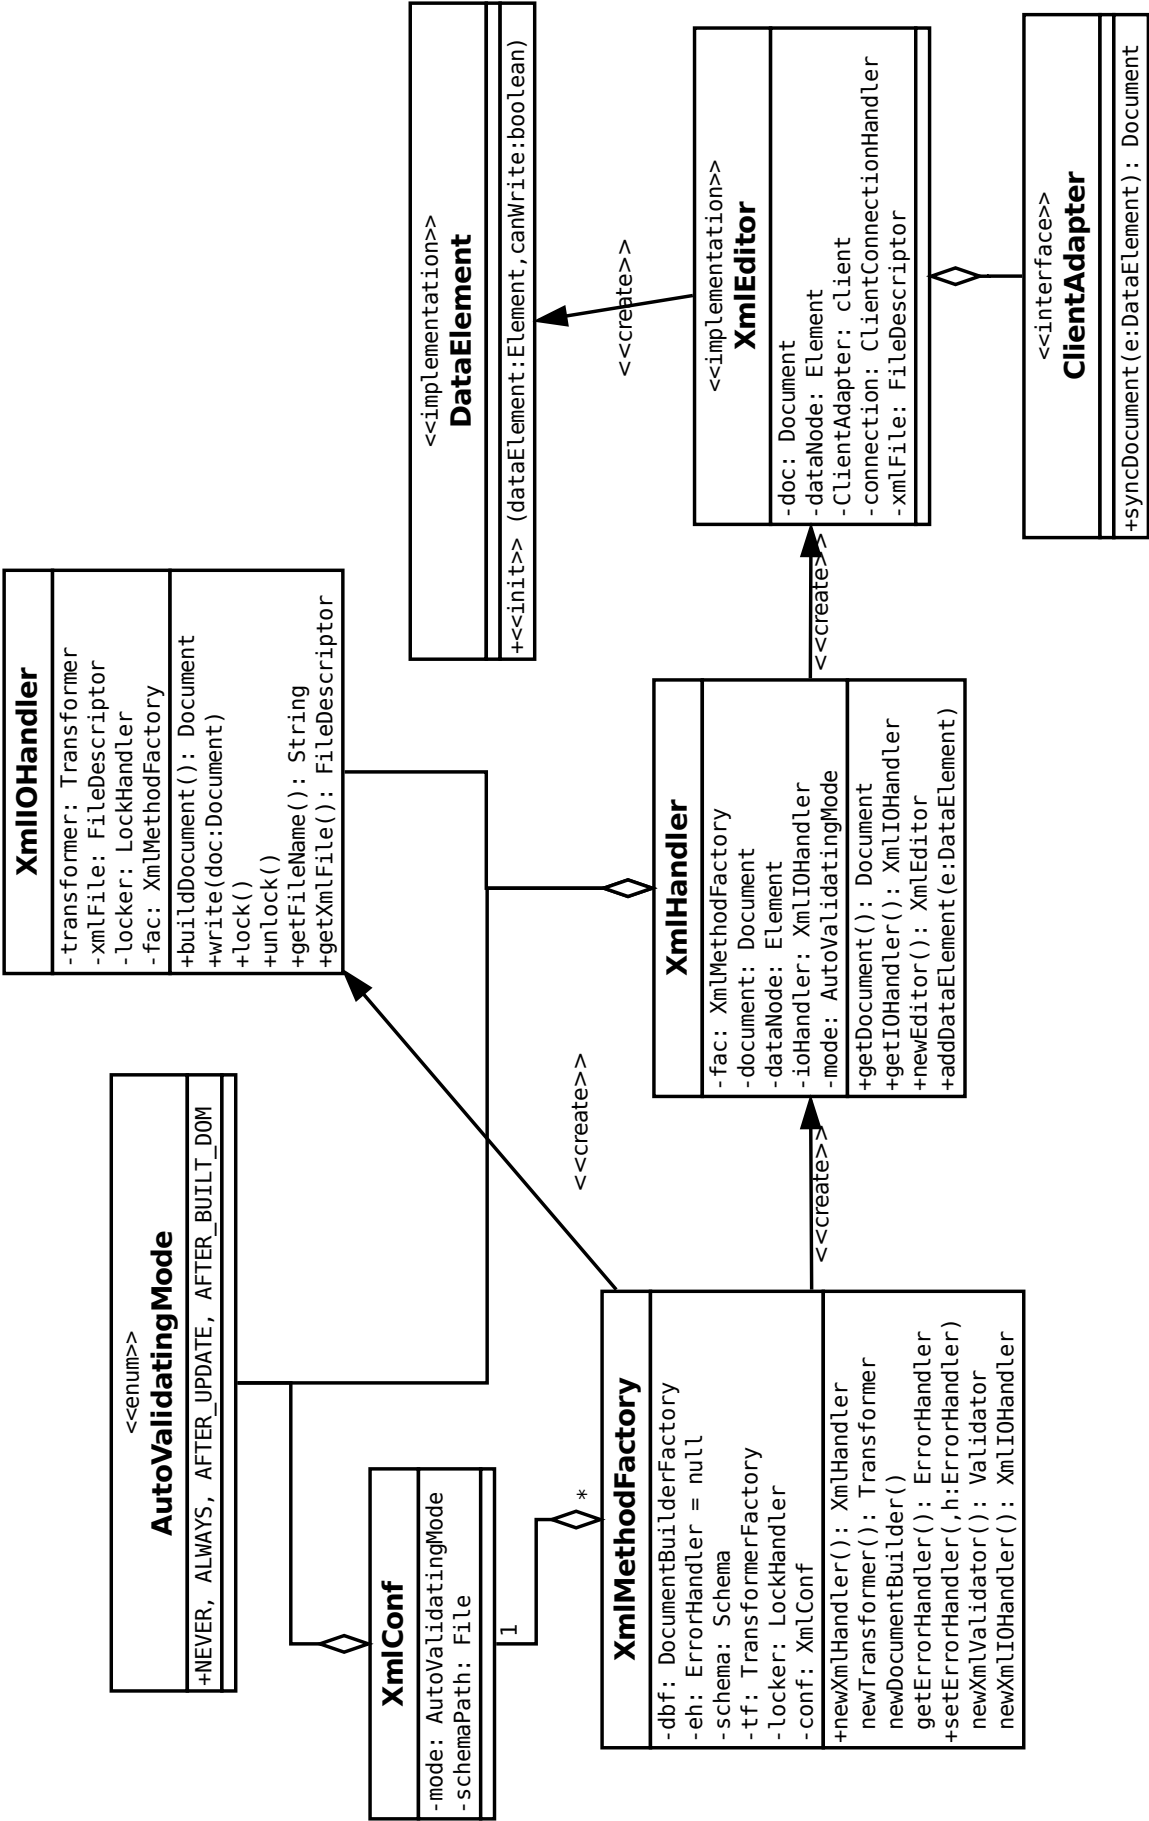 <<enum>>
AutoValidatingMode
+NEVER, ALWAYS, AFTER_UPDATE, AFTER_BUILT_DOM
XmlIOHandler
-transformer: Transformer
-xmlFile: FileDescriptor
-locker: LockHandler
-fac: XmlMethodFactory
+buildDocument(): Document
+write(doc:Document)
+lock()
+unlock()
+getFileName(): String
+getXmlFile(): FileDescriptor
XmlConf
-mode: AutoValidatingMode
-schemaPath: File
1
*
<<create>>
<<implementation>>
DataElement
+<<init>> (dataElement:Element,canWrite:boolean)
<<create>>
XmlMethodFactory
-dbf: DocumentBuilderFactory
-eh: ErrorHandler = null
-schema: Schema
-tf: TransformerFactory
-locker: LockHandler
-conf: XmlConf
+newXmlHandler(): XmlHandler
newTransformer(): Transformer
newDocumentBuilder()
getErrorHandler(): ErrorHandler
+setErrorHandler(,h:ErrorHandler)
newXmlValidator(): Validator
newXmlIOHandler(): XmlIOHandler
<<create>>
XmlHandler
-fac: XmlMethodFactory
-document: Document
-dataNode: Element
-ioHandler: XmlIOHandler
-mode: AutoValidatingMode
+getDocument(): Document
+getIOHandler(): XmlIOHandler
+newEditor(): XmlEditor
+addDataElement(e:DataElement)
<<create>>
<<implementation>>
XmlEditor
-doc: Document
-dataNode: Element
-ClientAdapter: client
-connection: ClientConnectionHandler
-xmlFile: FileDescriptor
<<interface>>
ClientAdapter
+syncDocument(e:DataElement): Document